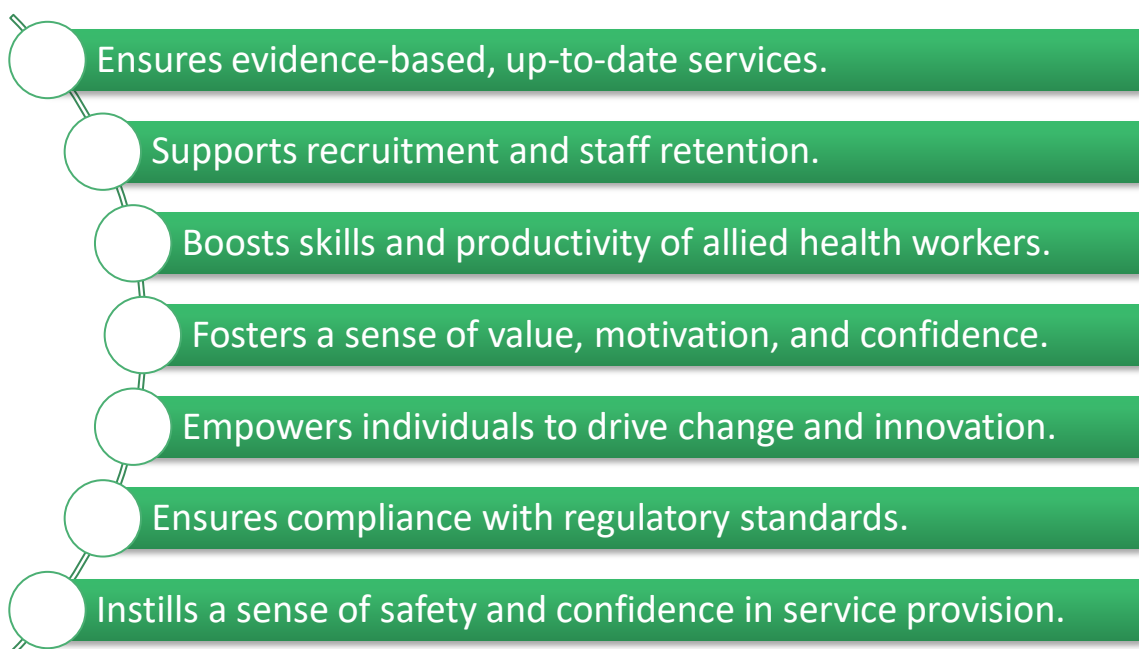 Ensures evidence-based, up-to-date services.
Supports recruitment and staff retention.
Boosts skills and productivity of allied health workers.
Fosters a sense of value, motivation, and confidence.
Empowers individuals to drive change and innovation.
Ensures compliance with regulatory standards.
Instills a sense of safety and confidence in service provision.